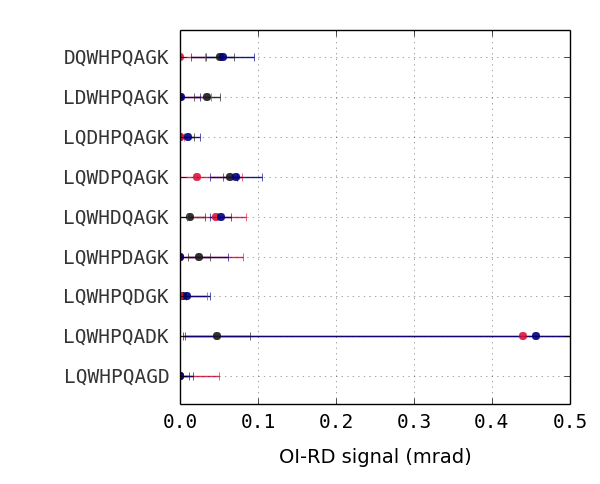 DQWHPQAGK
LDWHPQAGK
LQDHPQAGK
LQWDPQAGK
LQWHDQAGK
LQWHPDAGK
LQWHPQDGK
LQWHPQADK
LQWHPQAGD
0.0 0.1 0.2 0.3 0.4 0.5
OI-RD signal (mrad)